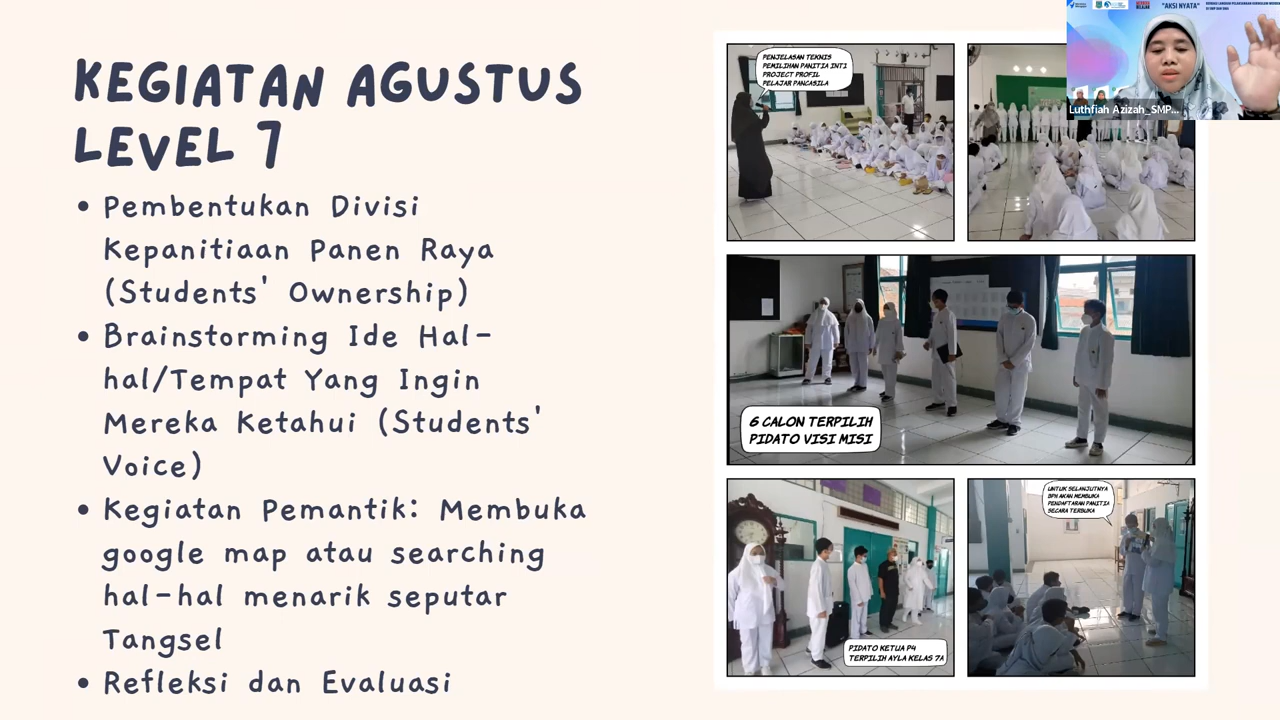 KEGIATAN AGUSTUS
LEVEL 7
• Pembentukan Divisi
Kepanitiaan Panen Raya
(Students' Ownership)
• Brainstorming Ide Hal-
hal/Tempat Yang Ingin
Mereka Ketahui (Students'
Voice)
• Kegiatan Pemantik: Membuka
google map atau searching
hal-hal menarik seputar
Tangsel
• Refleksi dan Evaluasi
PENJELASAN TEKNIS
PEMILIHAN PANITIA INTI
PROJECT PROFIL
PELAJAR PANCASILA
6 CALON TERPILIH
PIDATO VISI MISI
PIDATO KETUA P4
TERPILIH AYLA KELAS 7A
UNTUK SELANJUTNYA
BPH AKAN MEMBUKA
PENDAFTARAN PANITIA
SECARA TERBUKA
"AKSI NYATA"
Luthfiah Azizah_SMP...